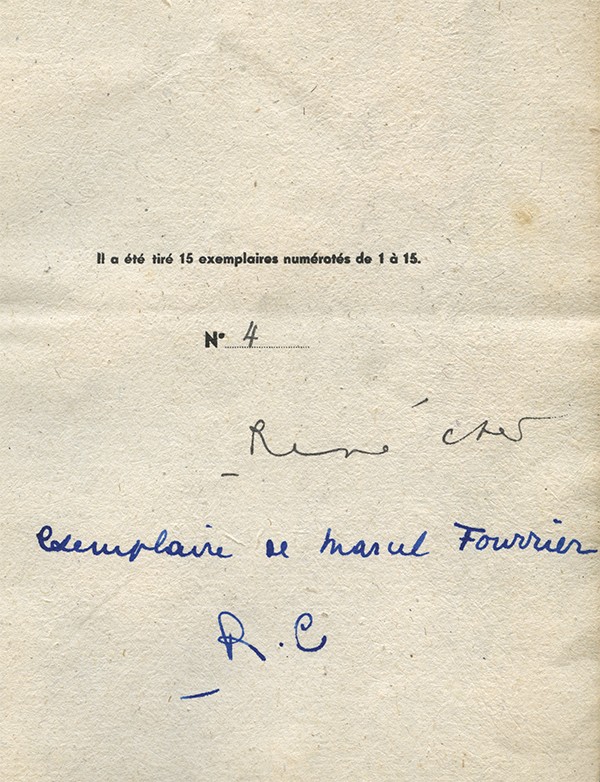 Il a été tiré 15 exemplaires numérotés de 1 à 15.
N° 4
René Char
exemplaire de Marcel Fourrier
R.C